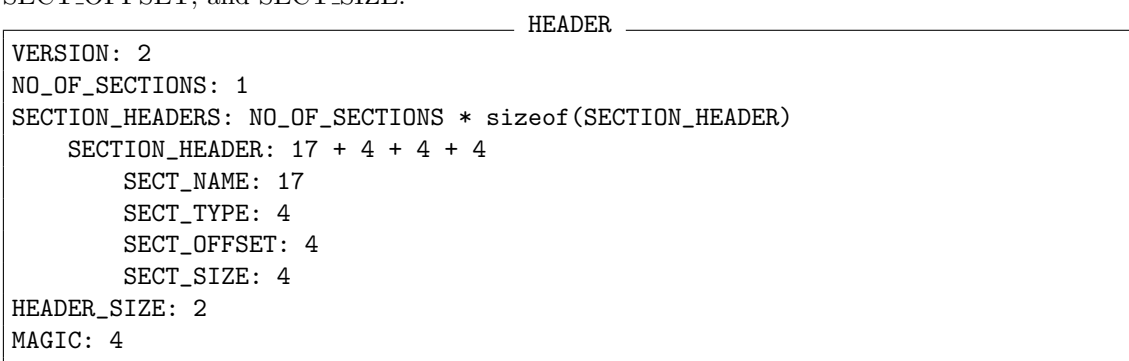 SECT_OFFSET, and SECT_SIZE.
HEADER
VERSION: 2
NO_OF_SECTIONS: 1
SECTION_HEADERS: NO_OF_SECTIONS * sizeof(SECTION_HEADER)
    SECTION_HEADER: 17 + 4 + 4 + 4
        SECT_NAME: 17
        SECT_TYPE: 4
        SECT_OFFSET: 4
        SECT_SIZE: 4
HEADER_SIZE: 2
MAGIC: 4